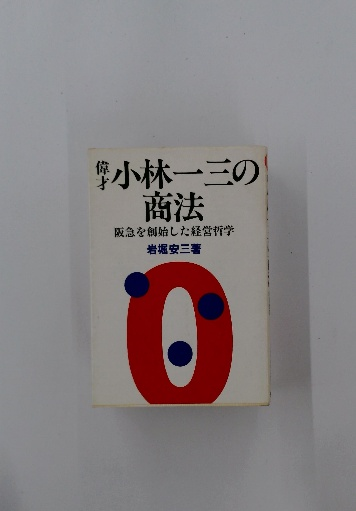 偉才 小林一三の
商法
阪急を創始した経営哲学
岩堀安三著